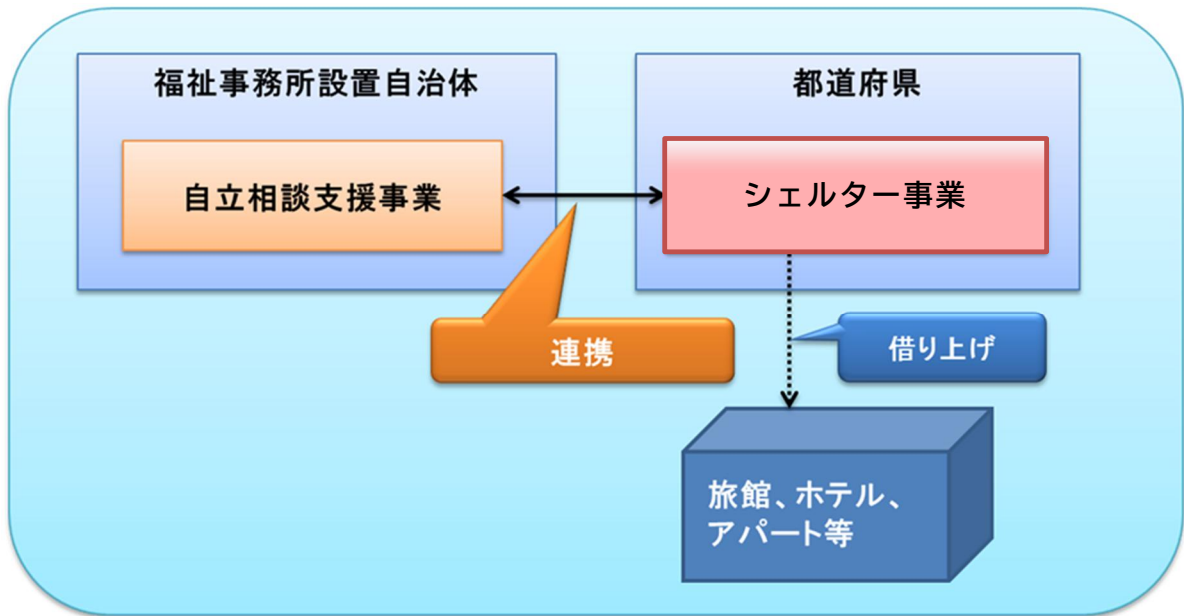 福祉事務所設置自治体
都道府県
自立相談支援事業
シェルター事業
連携
借り上げ
旅館、ホテル、
アパート等